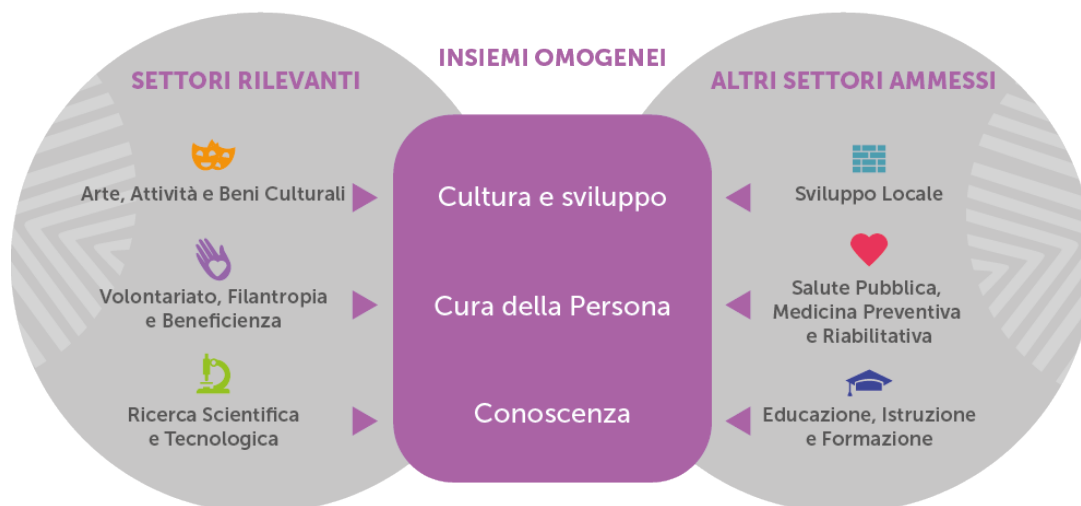 INSIEMI OMOGENEI
SETTORI RILEVANTI
Arte, Attività e Beni Culturali
Volontariato, Filantropia
e Beneficienza
Ricerca Scientifica
e Tecnologica
Cultura e sviluppo
Cura della Persona
Conoscenza
ALTRI SETTORI AMMESSI
Sviluppo Locale
Salute Pubblica,
Medicina Preventiva
e Riabilitativa
Educazione, Istruzione
e Formazione